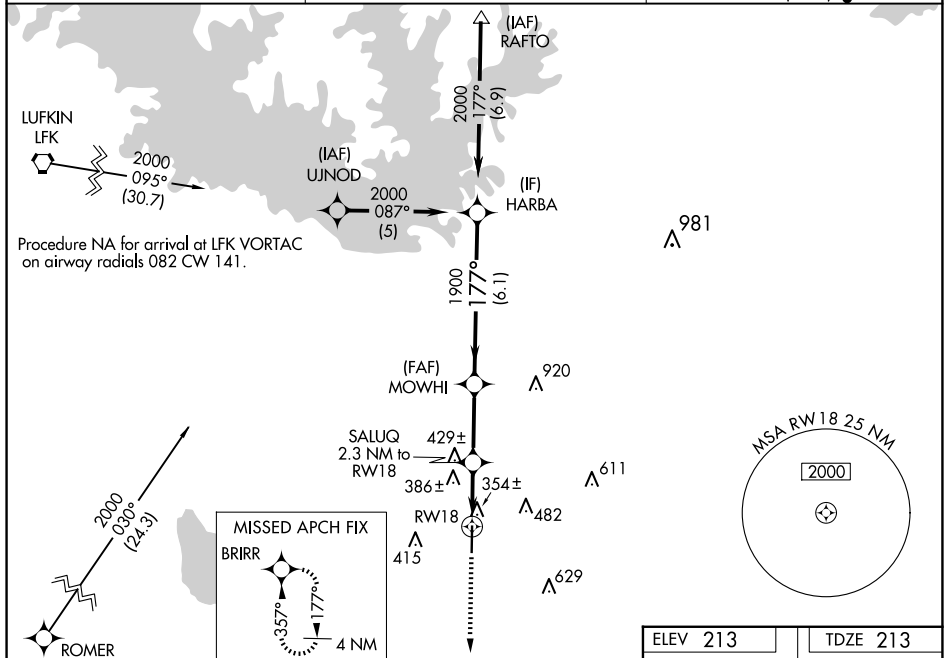 (IAF)
RAFTO
2000
177°
(6.9)
LUFKIN
LFK
2000
095°
(30.7)
(IAF)
UJNOD
2000
087°
(5)
(IF)
HARBA
981
Procedure NA for arrival at LFK VORTAC
on airway radials 082 CW 141.
1900
177°
(6.1)
(FAF)
MOWHI
920
SALUQ
2.3 NM to
RW18
429±
386±
354±
611
482
RW18
415
629
MSA RW18 25 NM
2000
2000
030°
(24.3)
ROMER
MISSED APCH FIX
BRIRR
357°
177°
4 NM
ELEV 213
TDZE 213